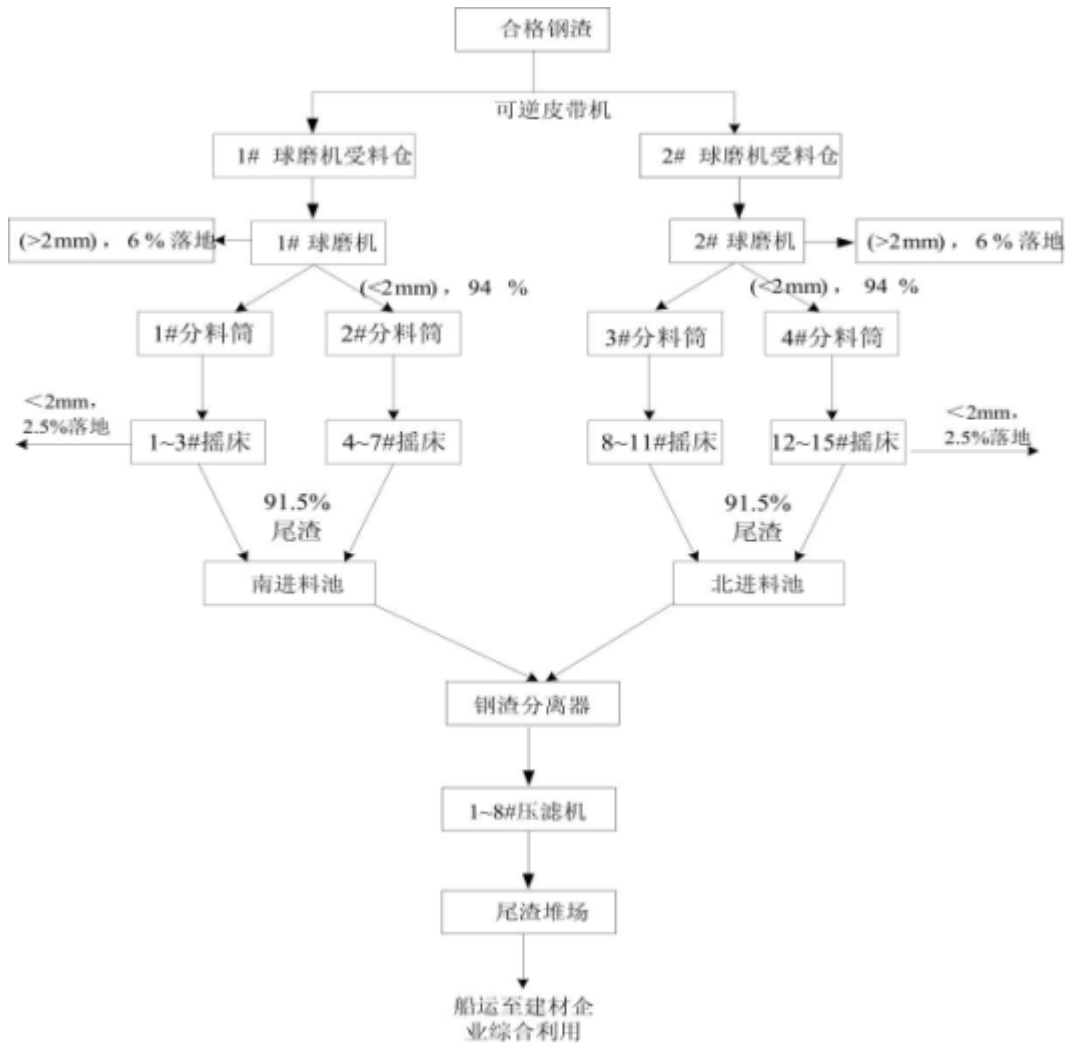 合格钢渣
可逆皮带机
1# 球磨机受料仓
2# 球磨机受料仓
(>2mm)，6%落地
1# 球磨机
2# 球磨机
(>2mm)，6%落地
(<2mm)，94 %
(<2mm)，94 %
1#分料筒
2#分料筒
3#分料筒
4#分料筒
<2mm，
2.5%落地
1~3#摇床
4~7#摇床
8~11#摇床
12~15#摇床
<2mm，
2.5%落地
91.5%
尾渣
91.5%
尾渣
南进料池
北进料池
钢渣分离器
1~8#压滤机
尾渣堆场
船运至建材企
业综合利用